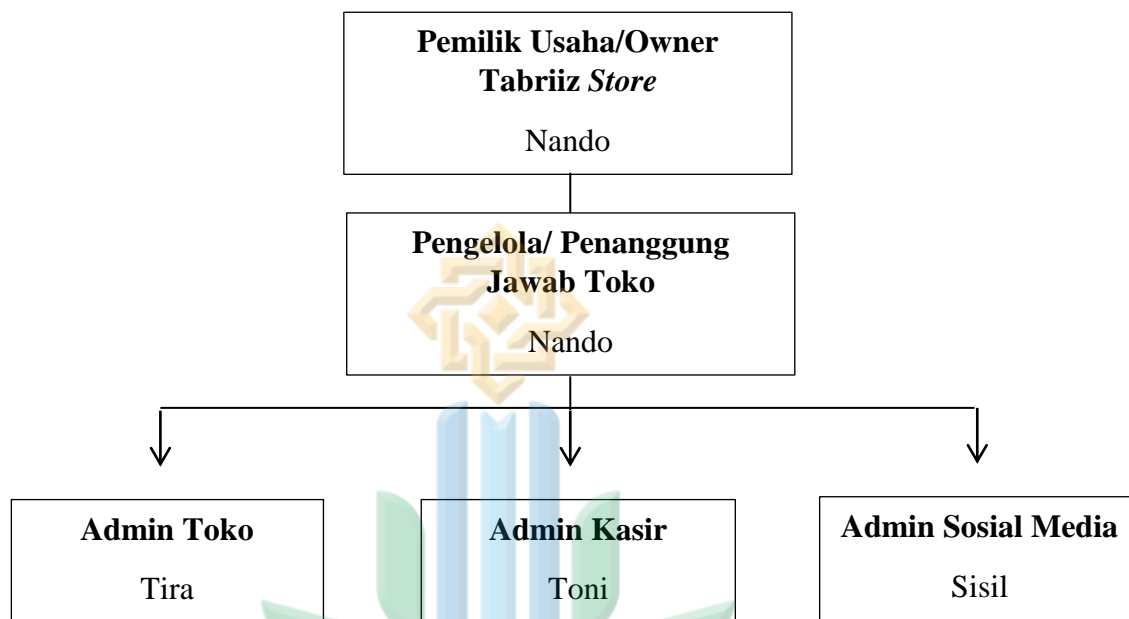 Pemilik Usaha/Owner
Tabriiz Store
Nando
Pengelola/ Penanggung
Jawab Toko
Nando
Admin Toko
Tira
Admin Kasir
Toni
Admin Sosial Media
Sisil